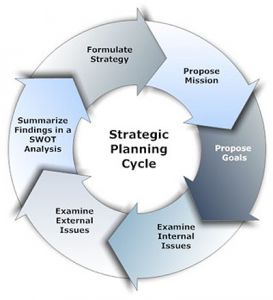 Strategic
Planning
Cycle
Formulate
Strategy
Propose
Mission
Propose
Goals
Examine
Internal
Issues
Examine
External
Issues
Summarize
Findings in a
SWOT
Analysis